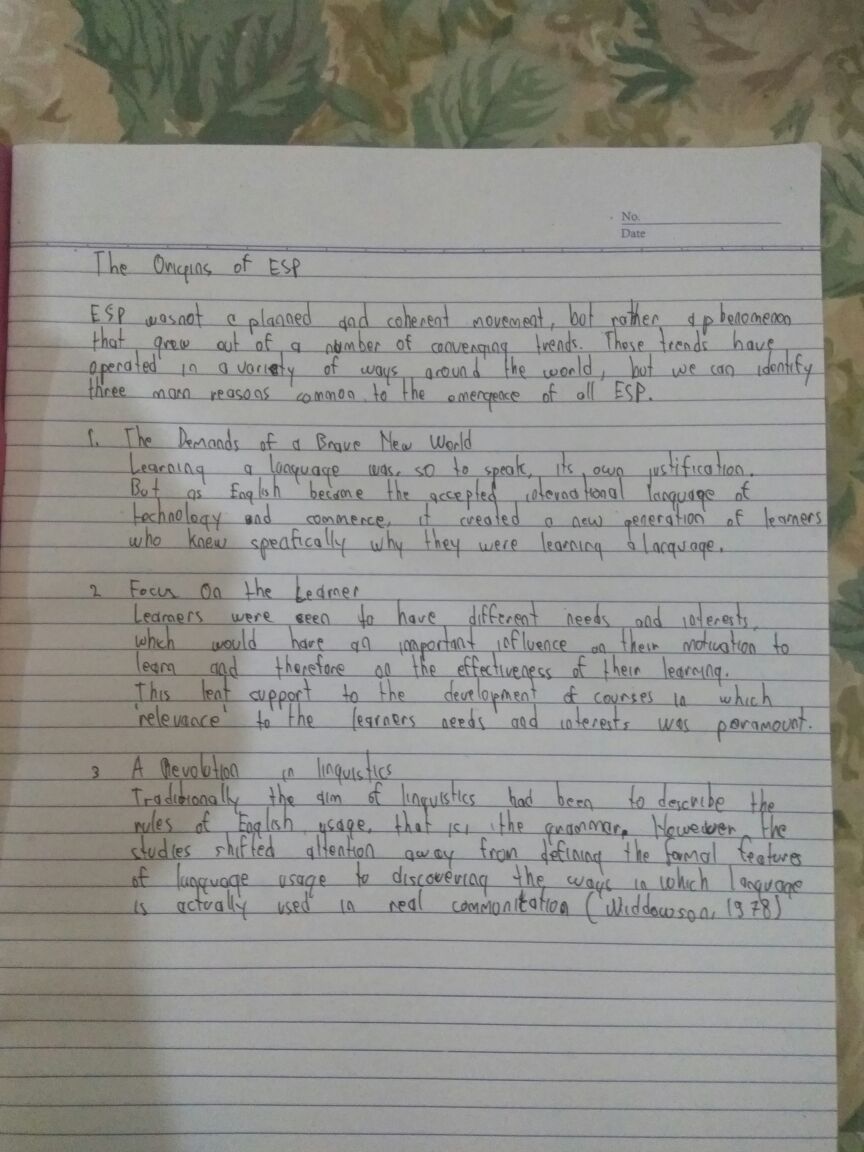 No.
Date
The Origins of ESP
ESP was not a planned and coherent movement, but rather a phenomenon
that grew out of a number of converging trends. These trends have
operated in a variety of ways around the world, but we can identify
three main reasons common to the emergence of all ESP.
1. The Demands of a Brave New World
Learning a language was, so to speak, its own justification.
But as English become the accepted international language of
technology and commerce, it created a new generation of learners
who knew specifically why they were learning a language.
2 Focus On the Learner
Learners were seen to have different needs and interests,
which would have an important influence on their motivation to
learn and therefore on the effectiveness of their learning.
This lent support to the development of courses in which
'relevance' to the learners needs and interests was paramount.
3 A Revolution in linguistics
Traditionally the aim of linguistics had been to describe the
rules of English usage, that is, the grammar. However the
studies shifted attention away from defining the formal features
of language usage to discovering the ways in which language
is actually used in real communitation (Widdowson, 1978)